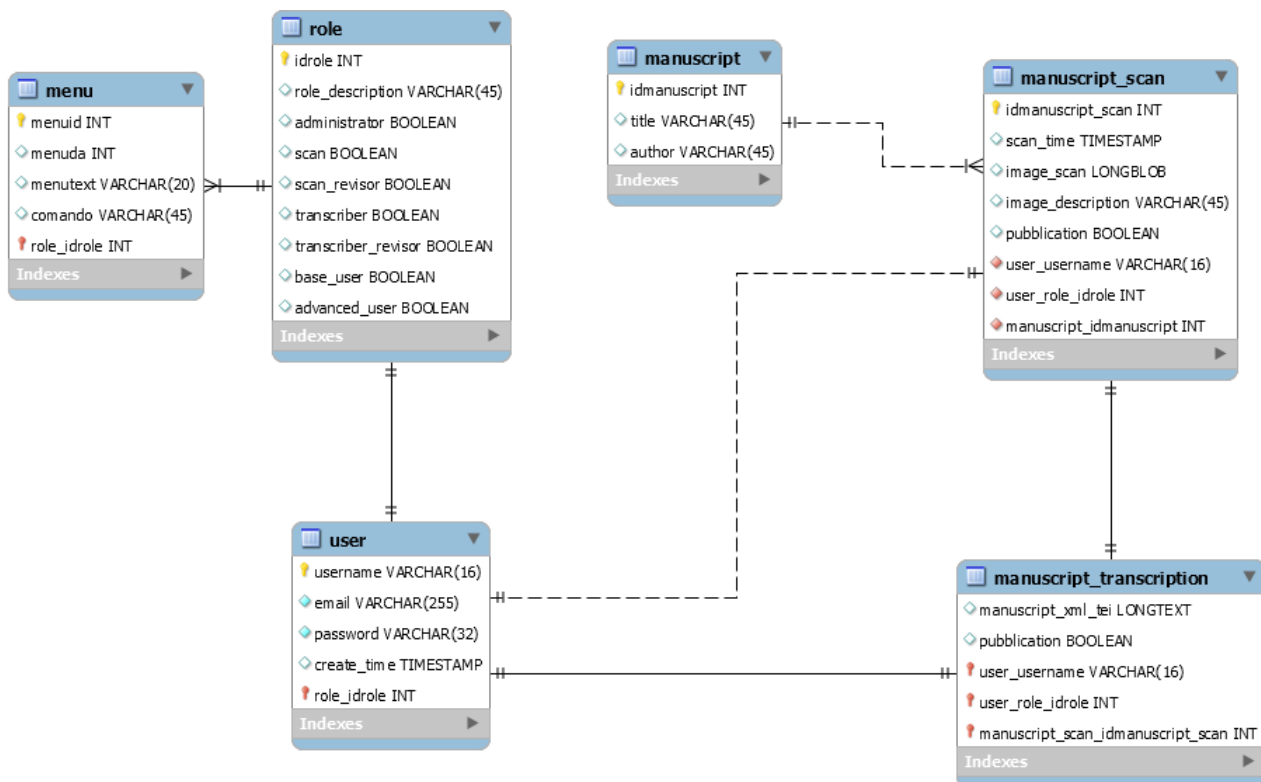 menu
menuid INT
menuda INT
menutext VARCHAR(20)
comando VARCHAR(45)
role_idrole INT
Indexes
role
idrole INT
role_description VARCHAR(45)
administrator BOOLEAN
scan BOOLEAN
scan_revisor BOOLEAN
transcriber BOOLEAN
transcriber_revisor BOOLEAN
base_user BOOLEAN
advanced_user BOOLEAN
Indexes
manuscript
idmanuscript INT
title VARCHAR(45)
author VARCHAR(45)
Indexes
manuscript_scan
idmanuscript_scan INT
scan_time TIMESTAMP
image_scan LONGBLOB
image_description VARCHAR(45)
pubblication BOOLEAN
user_username VARCHAR(16)
user_role_idrole INT
manuscript_idmanuscript INT
Indexes
user
username VARCHAR(16)
email VARCHAR(255)
password VARCHAR(32)
create_time TIMESTAMP
role_idrole INT
Indexes
manuscript_transcription
manuscript_xml_tei LONGTEXT
pubblication BOOLEAN
user_username VARCHAR(16)
user_role_idrole INT
manuscript_scan_idmanuscript_scan INT
Indexes